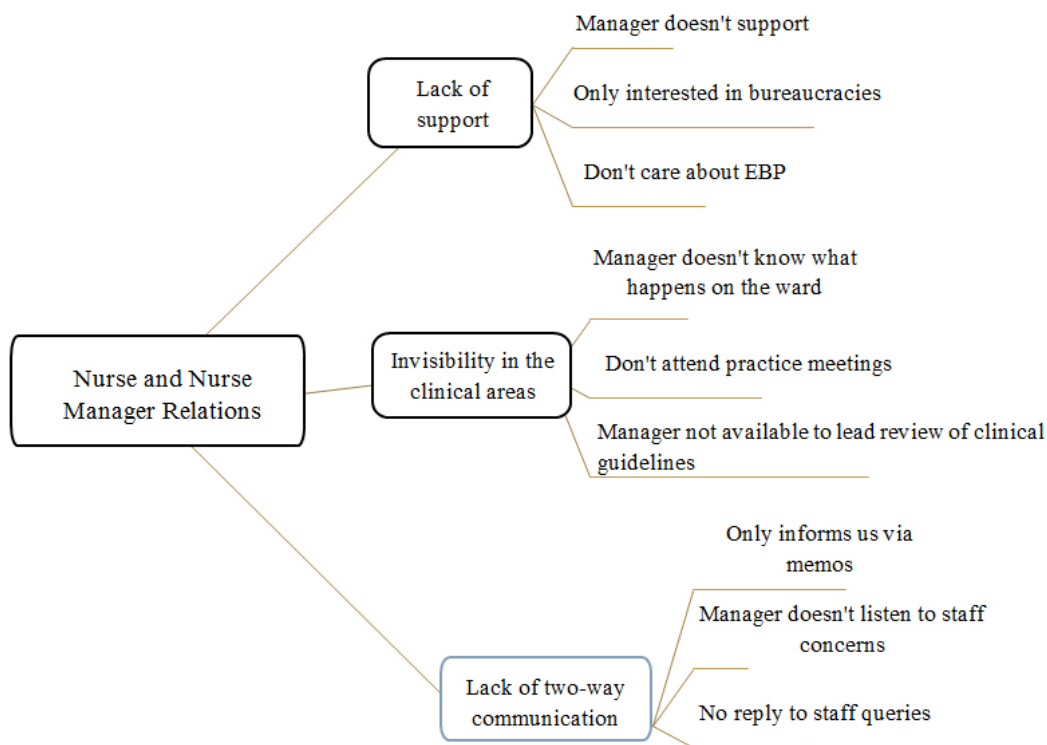 Manager doesn't support
Lack of
support
Only interested in bureaucracies
Don't care about EBP
Nurse and Nurse
Manager Relations
Invisibility in the
clinical areas
Manager doesn't know what
happens on the ward
Don't attend practice meetings
Manager not available to lead review of clinical
guidelines
Lack of two-way
communication
Only informs us via
memos
Manager doesn't listen to staff
concerns
No reply to staff queries